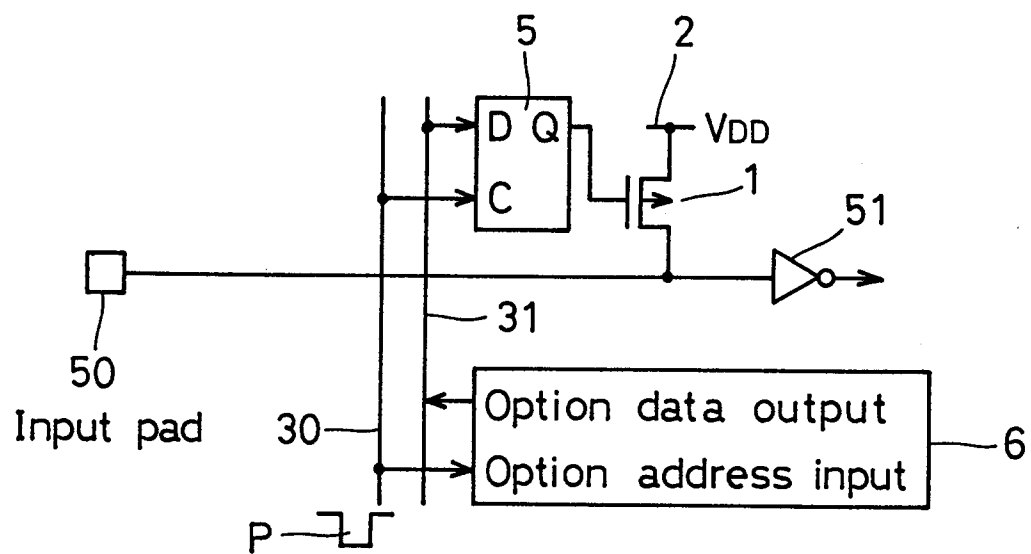 5
2
D Q
VDD
C
1
51
31
50
Input pad
30
Option data output
Option address input
6
P